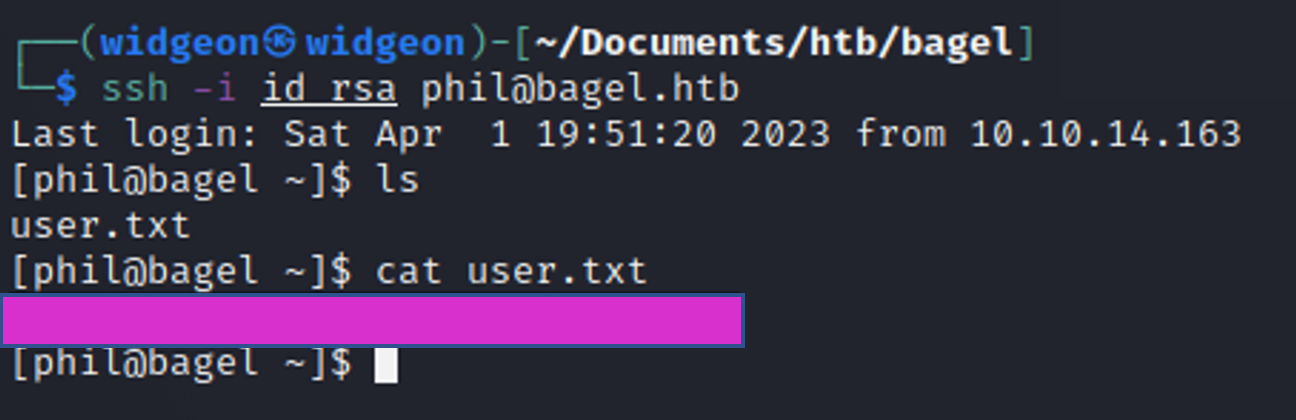 ┌──(widgeon㉿widgeon)-[~/Documents/htb/bagel]
└─$ ssh -i id_rsa phil@bagel.htb
Last login: Sat Apr  1 19:51:20 2023 from 10.10.14.163
[phil@bagel ~]$ ls
user.txt
[phil@bagel ~]$ cat user.txt
[phil@bagel ~]$